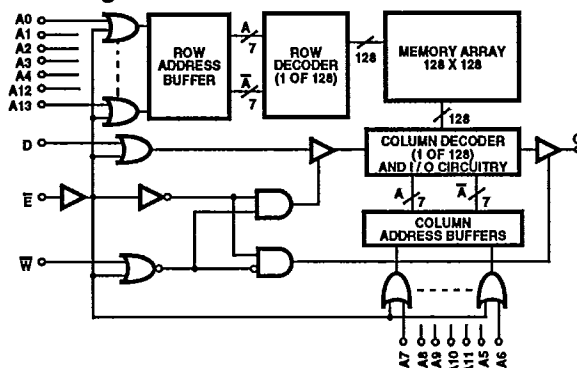 A0
A1
A2
A3
A4
A12
A13
ROW
ADDRESS
BUFFER
A
7
A
7
ROW
DECODER
(1 OF 128)
128
MEMORY ARRAY
128 X 128
128
D
COLUMN DECODER
(1 OF 128)
AND I / O CIRCUITRY
E
A
7
A
7
COLUMN
ADDRESS BUFFERS
W
A7
A8
A9
A10
A11
A5
A6